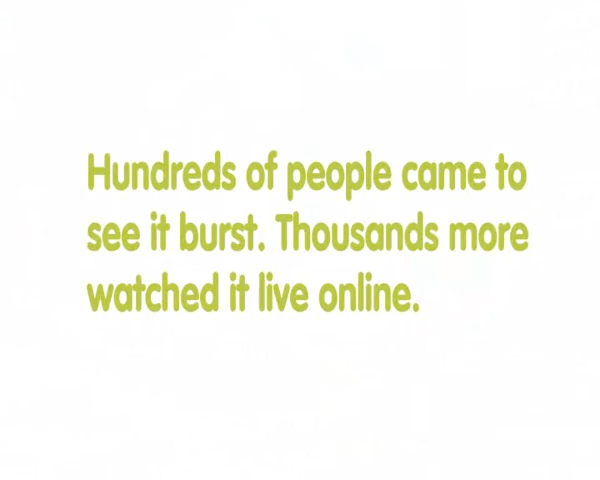 Hundreds of people came to
see it burst. Thousands more
watched it live online.